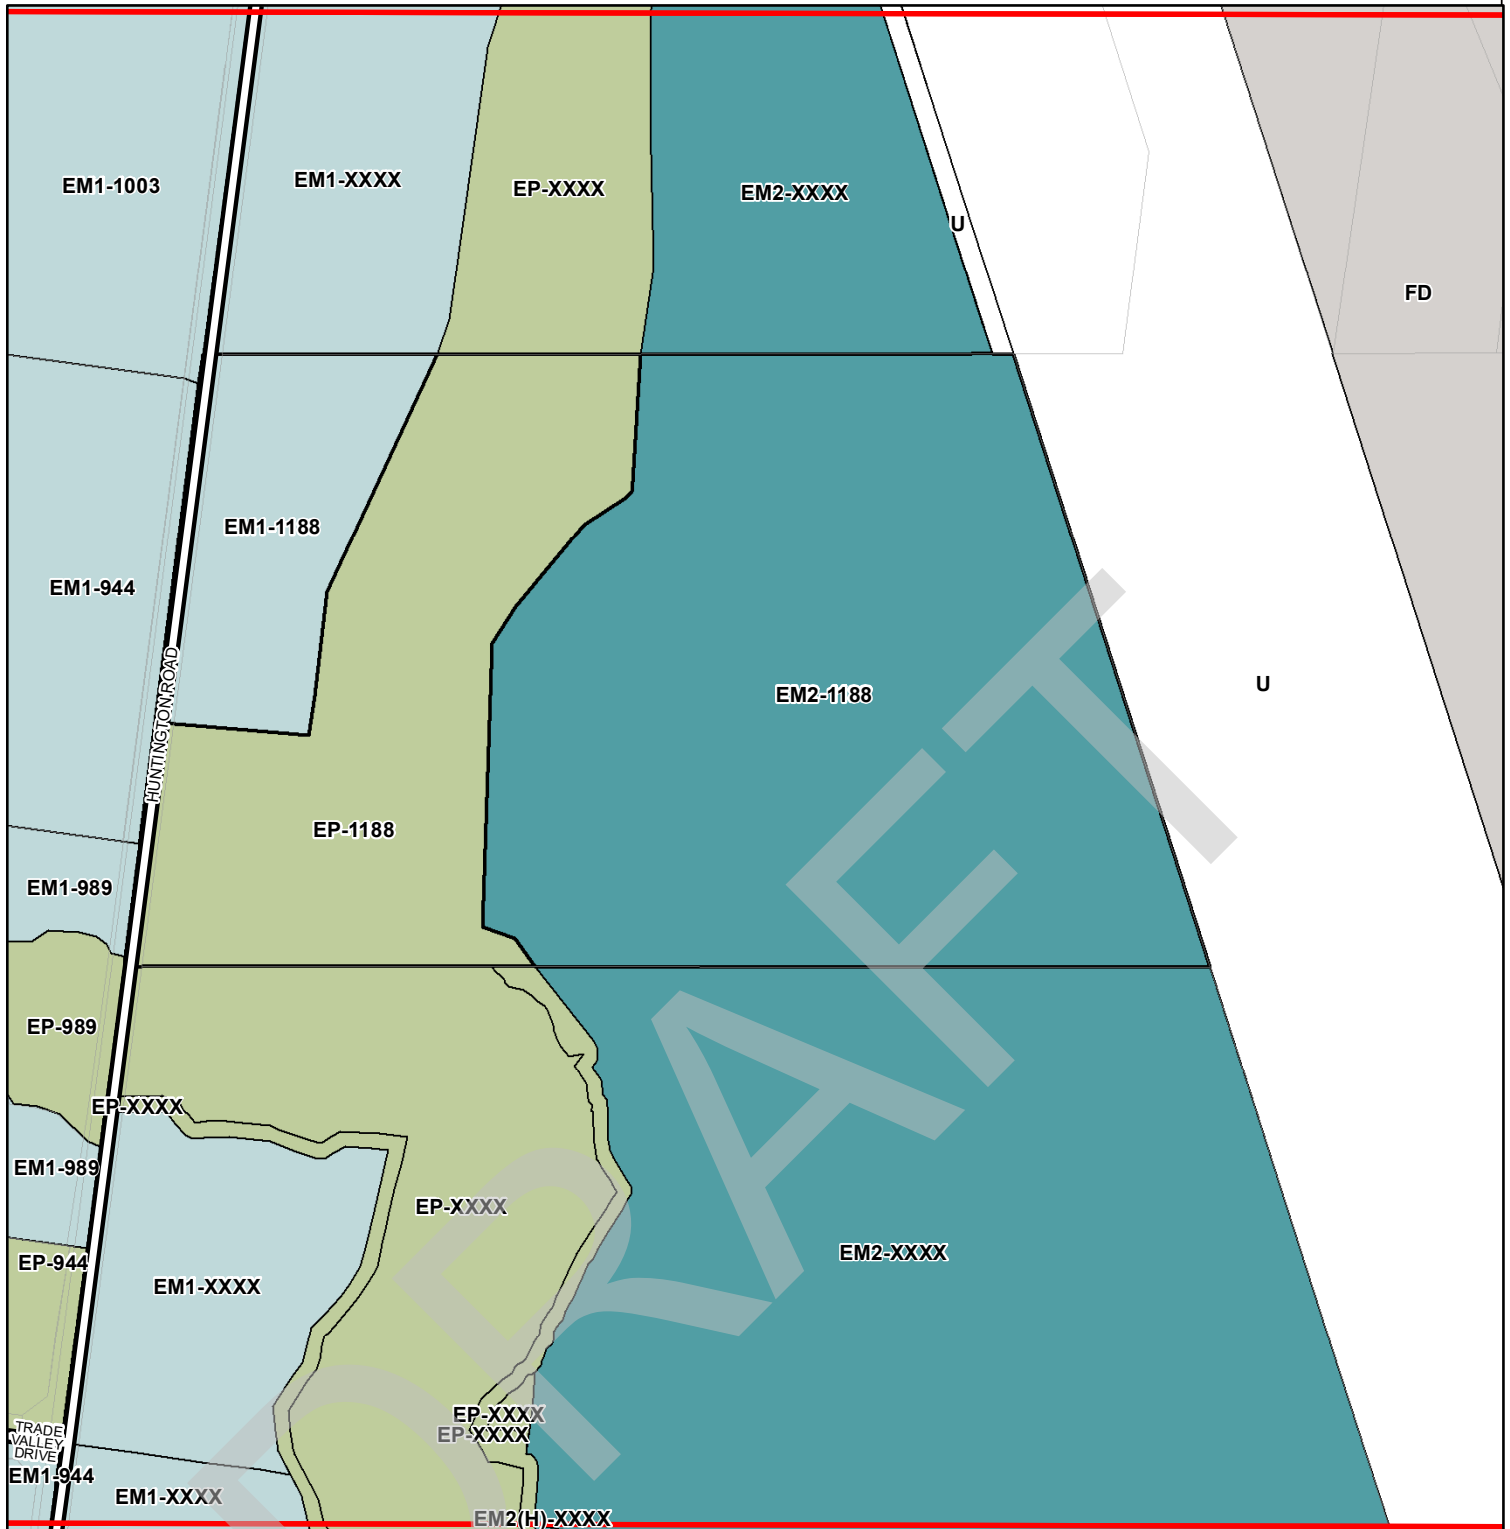 EM1-1003
EM1-XXXX
EP-XXXX
EM2-XXXX
U
FD
EM1-1188
EM1-944
HUNTINGTON ROAD
EM2-1188
U
EP-1188
EM1-989
EP-989
EP-XXXX
EM1-989
EP-XXXX
EM2-XXXX
EP-944
EM1-XXXX
EP-XXXX
EP-XXXX
TRADE
VALLEY
DRIVE
EM1-944
EM1-XXXX
EM2(H)-XXXX
DRAFT